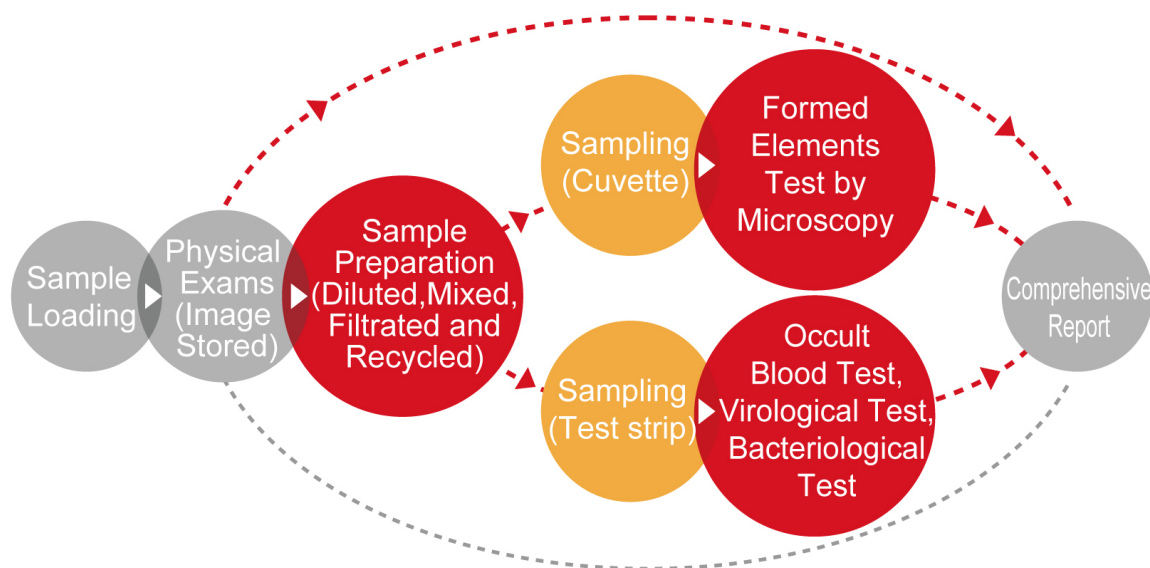 Sample
Loading
Physical
Exams
(Image
Stored)
Sample
Preparation
(Diluted,Mixed,
Filtrated and
Recycled)
Sampling
(Cuvette)
Formed
Elements
Test by
Microscopy
Sampling
(Test strip)
Occult
Blood Test,
Virological Test,
Bacteriological
Test
Comprehensive
Report